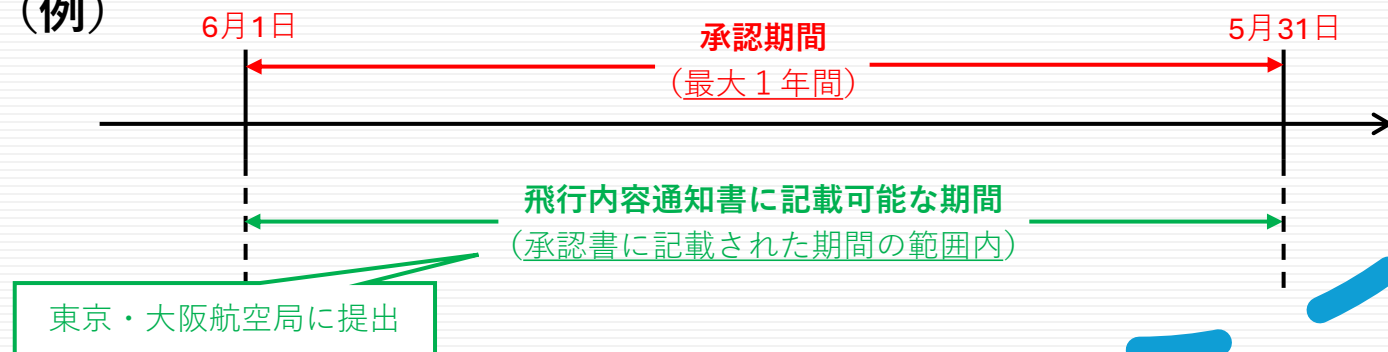 （例）
6月1日
承認期間
（最大１年間）
5月31日
飛行内容通知書に記載可能な期間
（承認書に記載された期間の範囲内）
東京・大阪航空局に提出